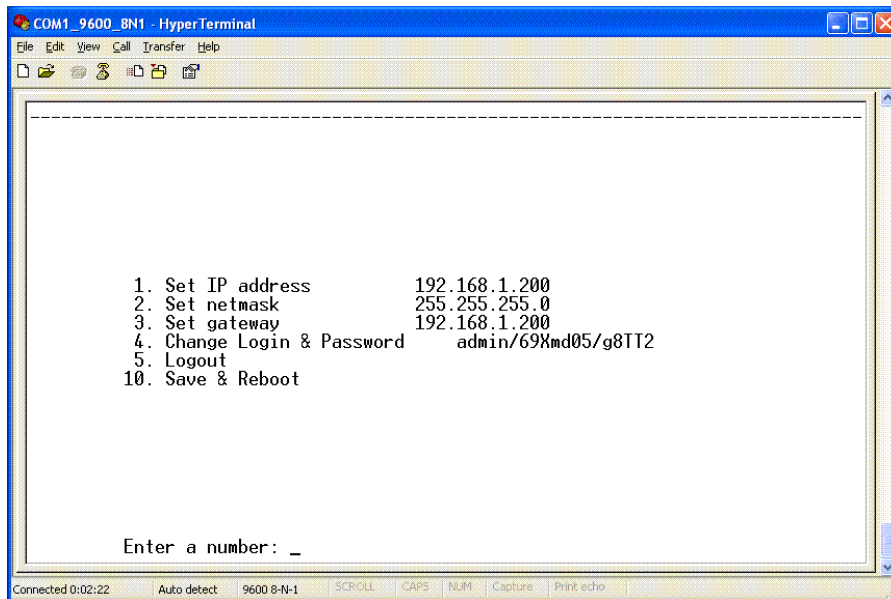 COM1_9600_8N1 - HyperTerminal
File Edit View Call Transfer Help
1. Set IP address 192.168.1.200
2. Set netmask 255.255.255.0
3. Set gateway 192.168.1.200
4. Change Login & Password admin/69Xmd05/g8TT2
5. Logout
10. Save & Reboot
Enter a number: _
Connected 0:02:22 Auto detect 9600 8-N-1 SCROLL CAPS NUM Capture Print echo